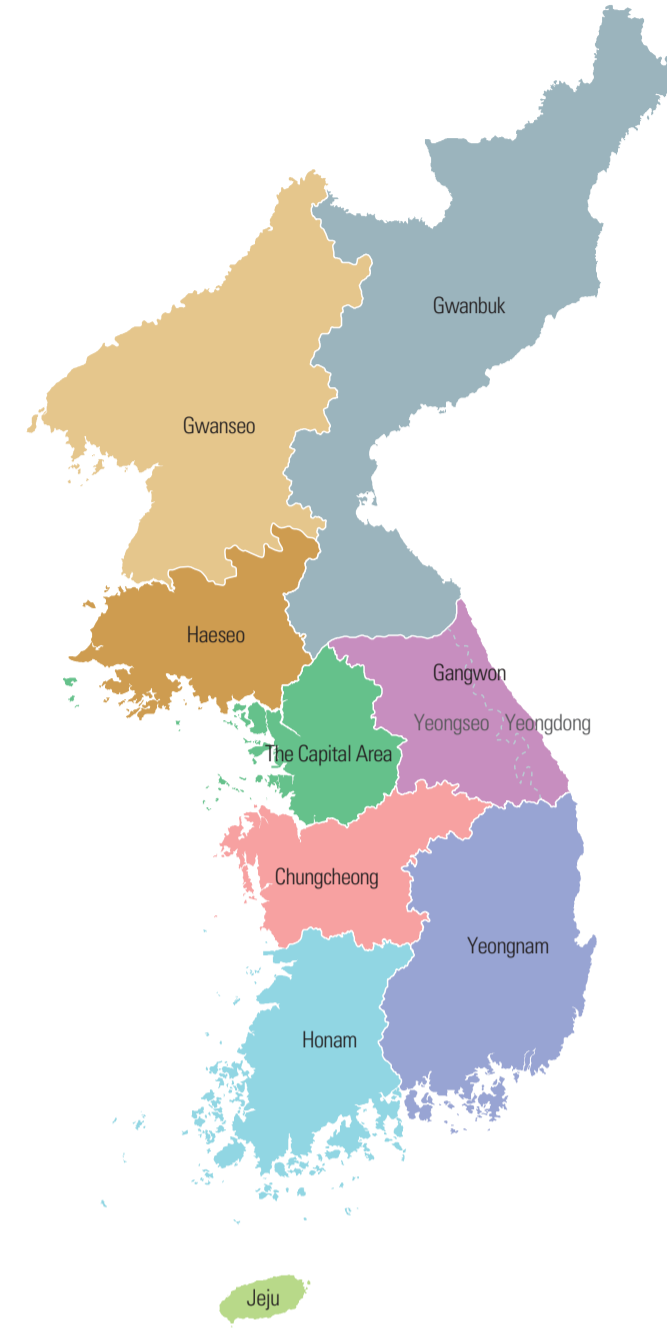 Gwanbuk
Gwanseo
Haeseo
Gangwon
Yeongseo
Yeongdong
The Capital Area
Chungcheong
Yeongnam
Honam
Jeju